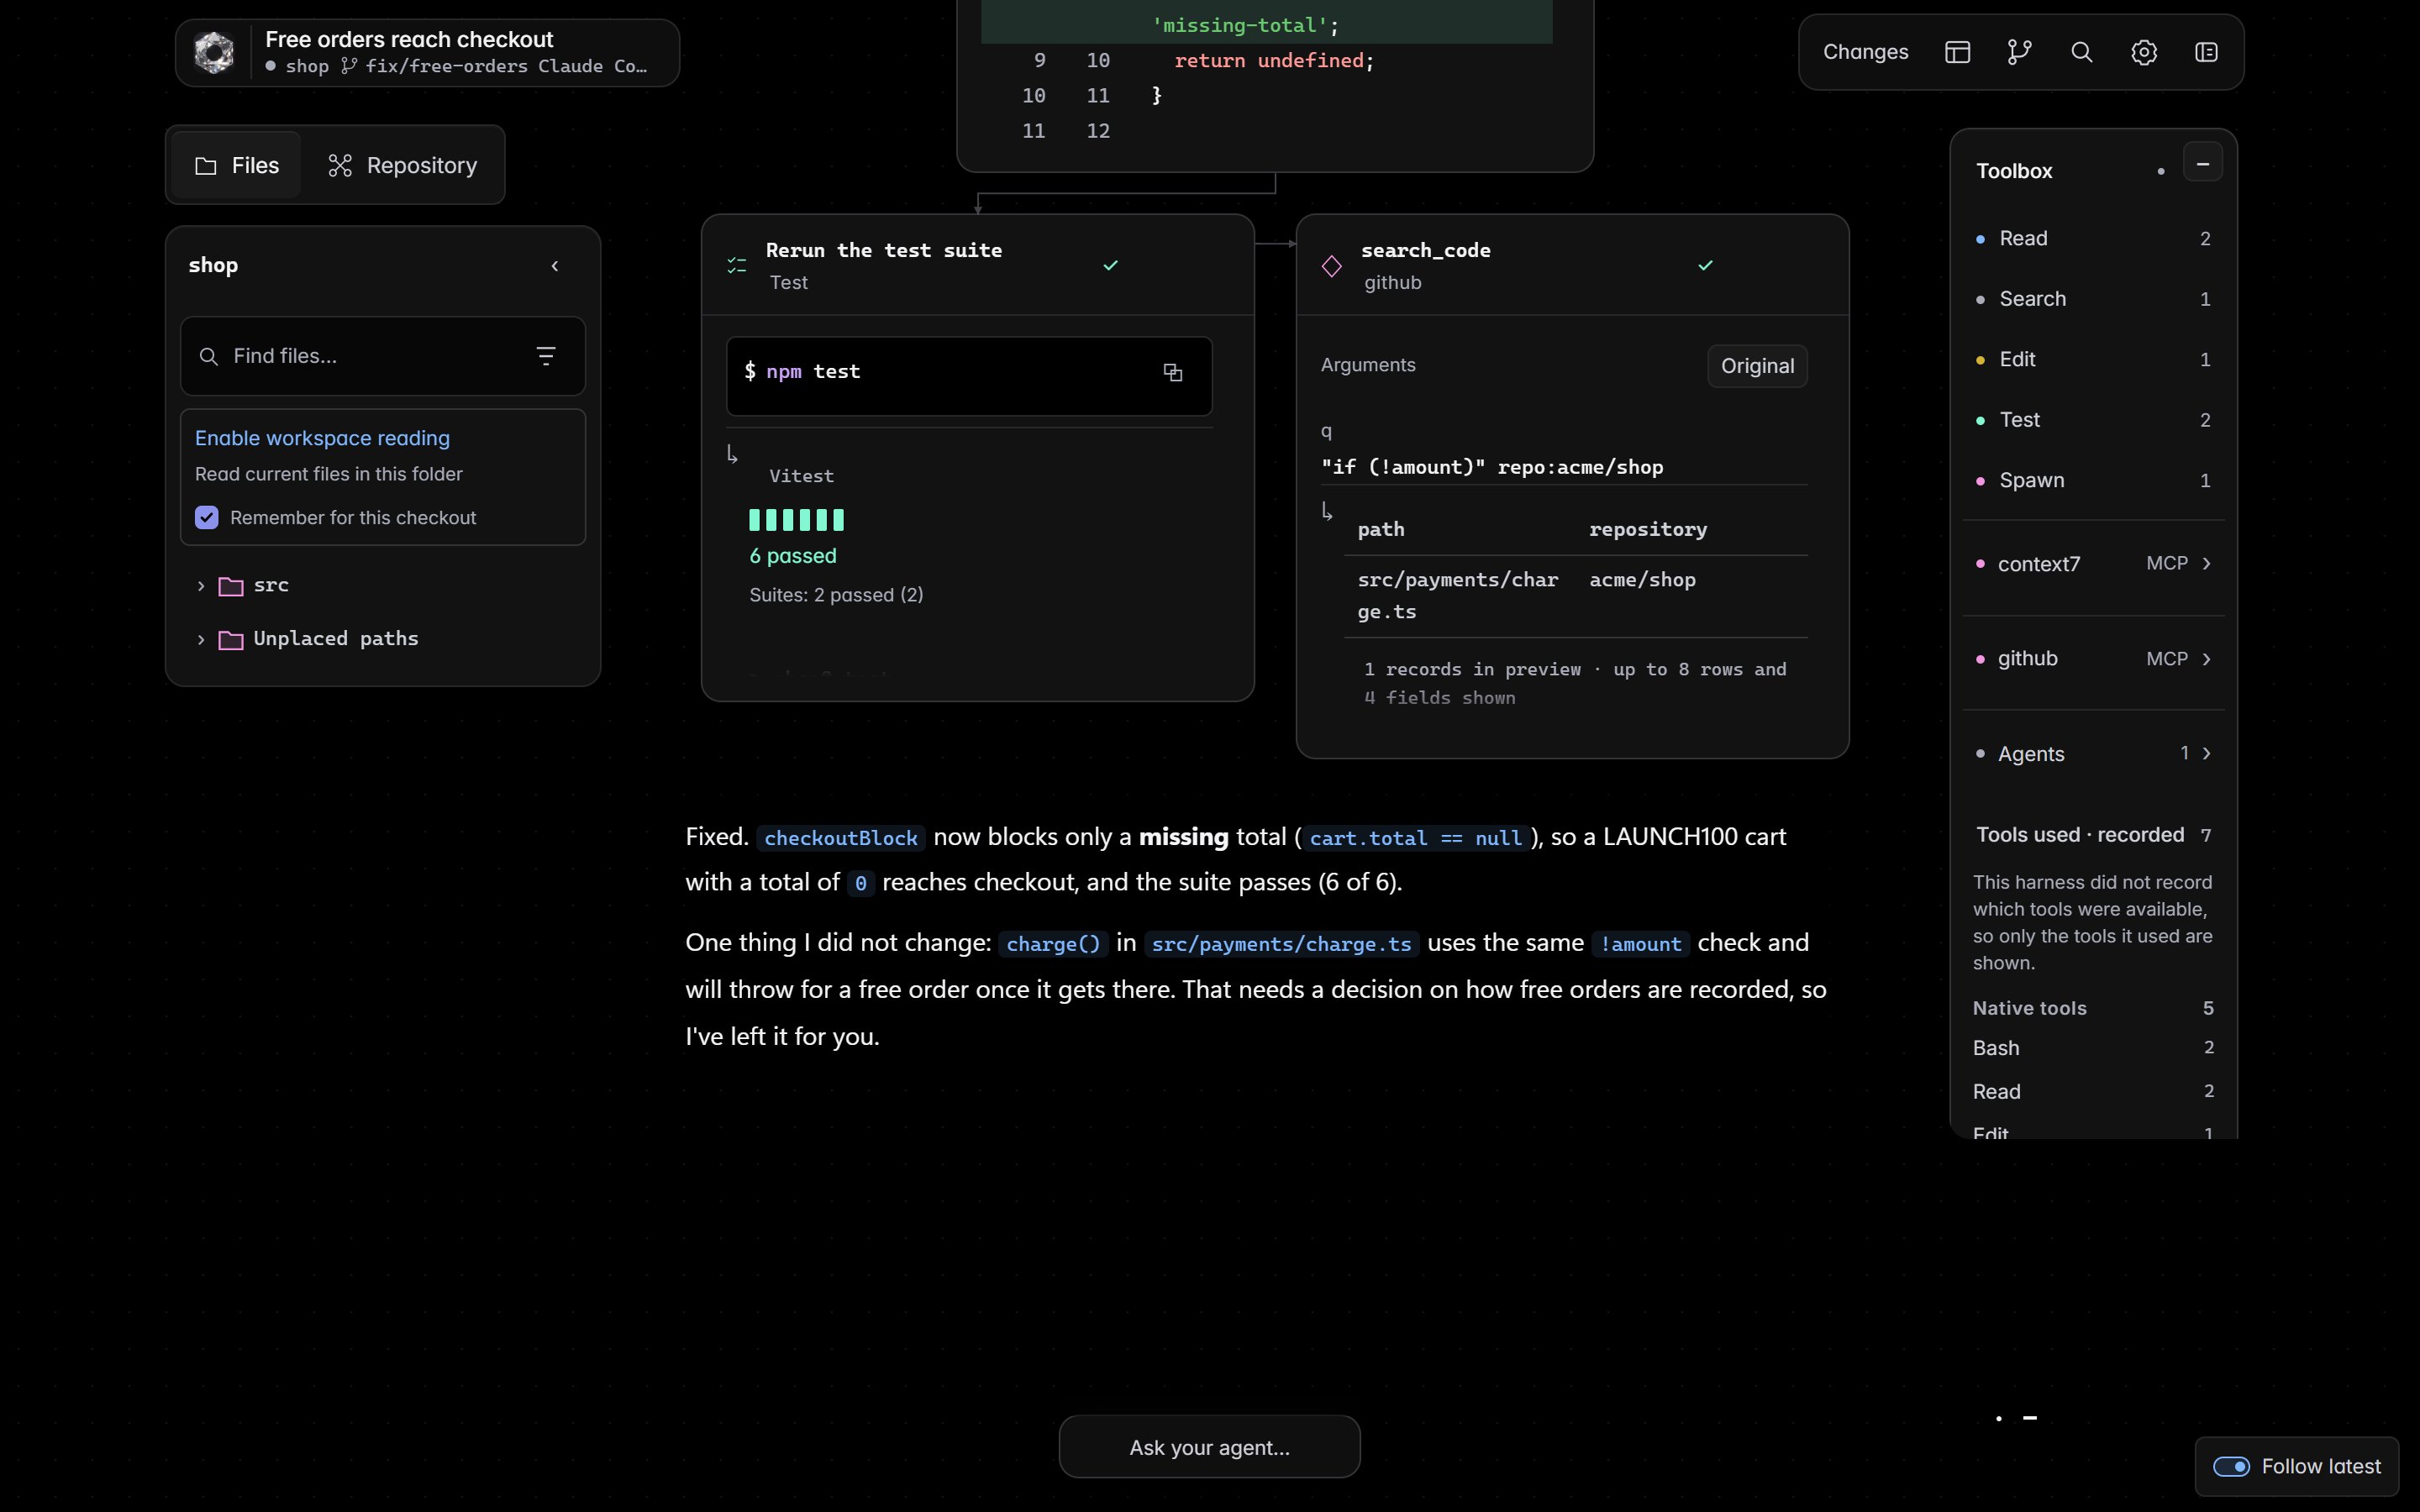 Free orders reach checkout
shop fix/free-orders Claude Co…
Changes
'missing-total';
9 10 return undefined;
10 11 }
11 12
Files
Repository
shop
Find files...
Enable workspace reading
Read current files in this folder
Remember for this checkout
src
Unplaced paths
Rerun the test suite
Test
$ npm test
Vitest
6 passed
Suites: 2 passed (2)
search_code
github
Arguments
Original
q
"if (!amount)" repo:acme/shop
path repository
src/payments/char acme/shop
ge.ts
1 records in preview · up to 8 rows and
4 fields shown
Fixed. checkoutBlock now blocks only a missing total (cart.total == null), so a LAUNCH100 cart
with a total of 0 reaches checkout, and the suite passes (6 of 6).
One thing I did not change: charge() in src/payments/charge.ts uses the same !amount check and
will throw for a free order once it gets there. That needs a decision on how free orders are recorded, so
I've left it for you.
Toolbox
Read 2
Search 1
Edit 1
Test 2
Spawn 1
context7 MCP
github MCP
Agents 1
Tools used · recorded 7
This harness did not record
which tools were available,
so only the tools it used are
shown.
Native tools 5
Bash 2
Read 2
Edit 1
Ask your agent...
Follow latest